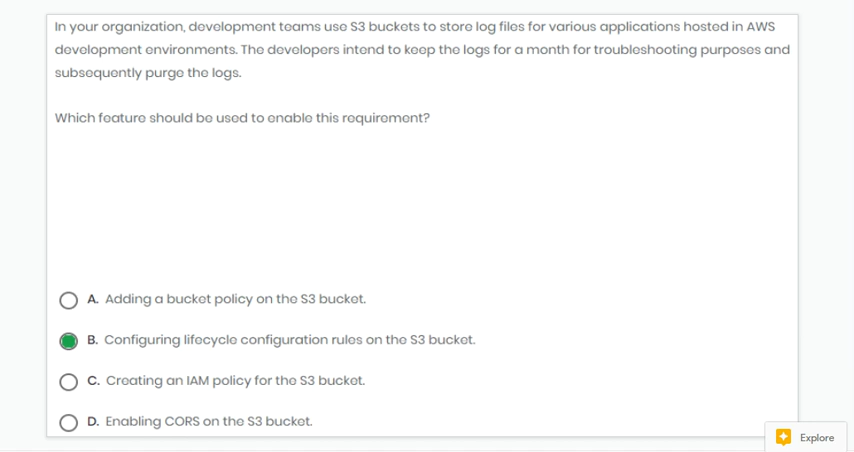 In your organization, development teams use S3 buckets to store log files for various applications hosted in AWS
development environments. The developers intend to keep the logs for a month for troubleshooting purposes and
subsequently purge the logs.
Which feature should be used to enable this requirement?
A. Adding a bucket policy on the S3 bucket.
B. Configuring lifecycle configuration rules on the S3 bucket.
C. Creating an IAM policy for the S3 bucket.
D. Enabling CORS on the S3 bucket.
Explore